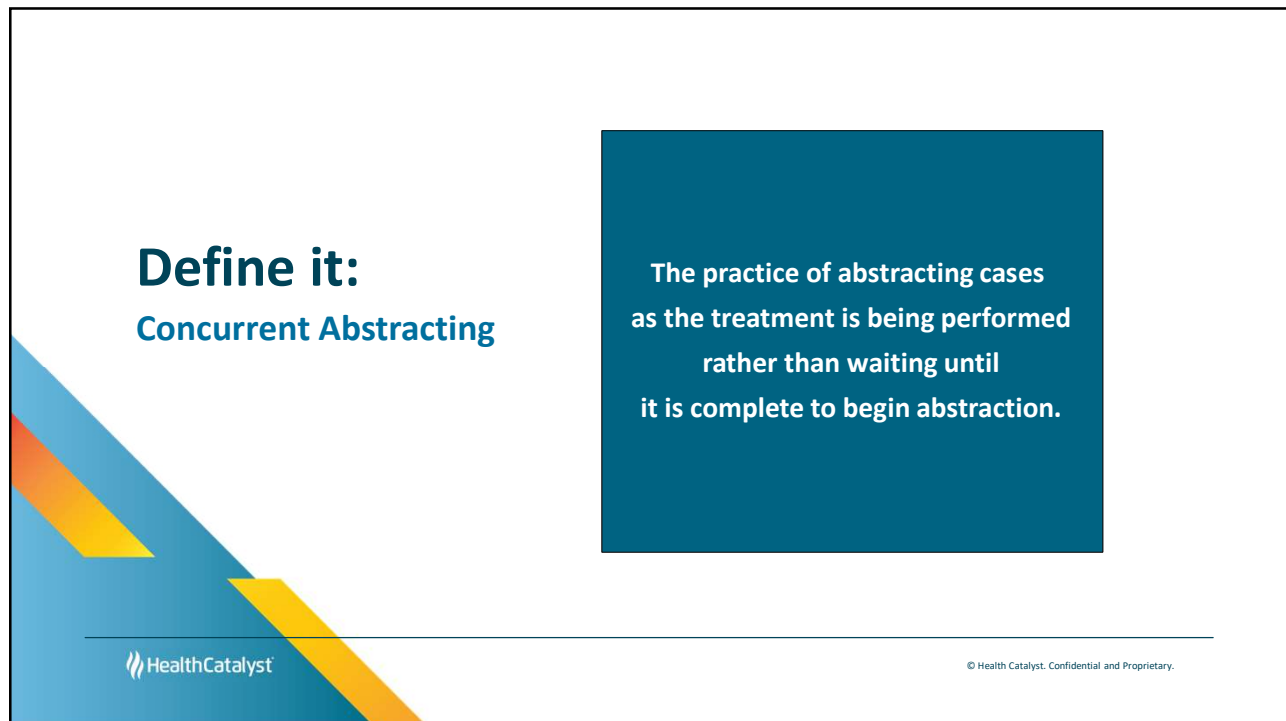 Define it:
Concurrent Abstracting
The practice of abstracting cases
as the treatment is being performed
rather than waiting until
it is complete to begin abstraction.
HealthCatalyst
© Health Catalyst. Confidential and Proprietary.